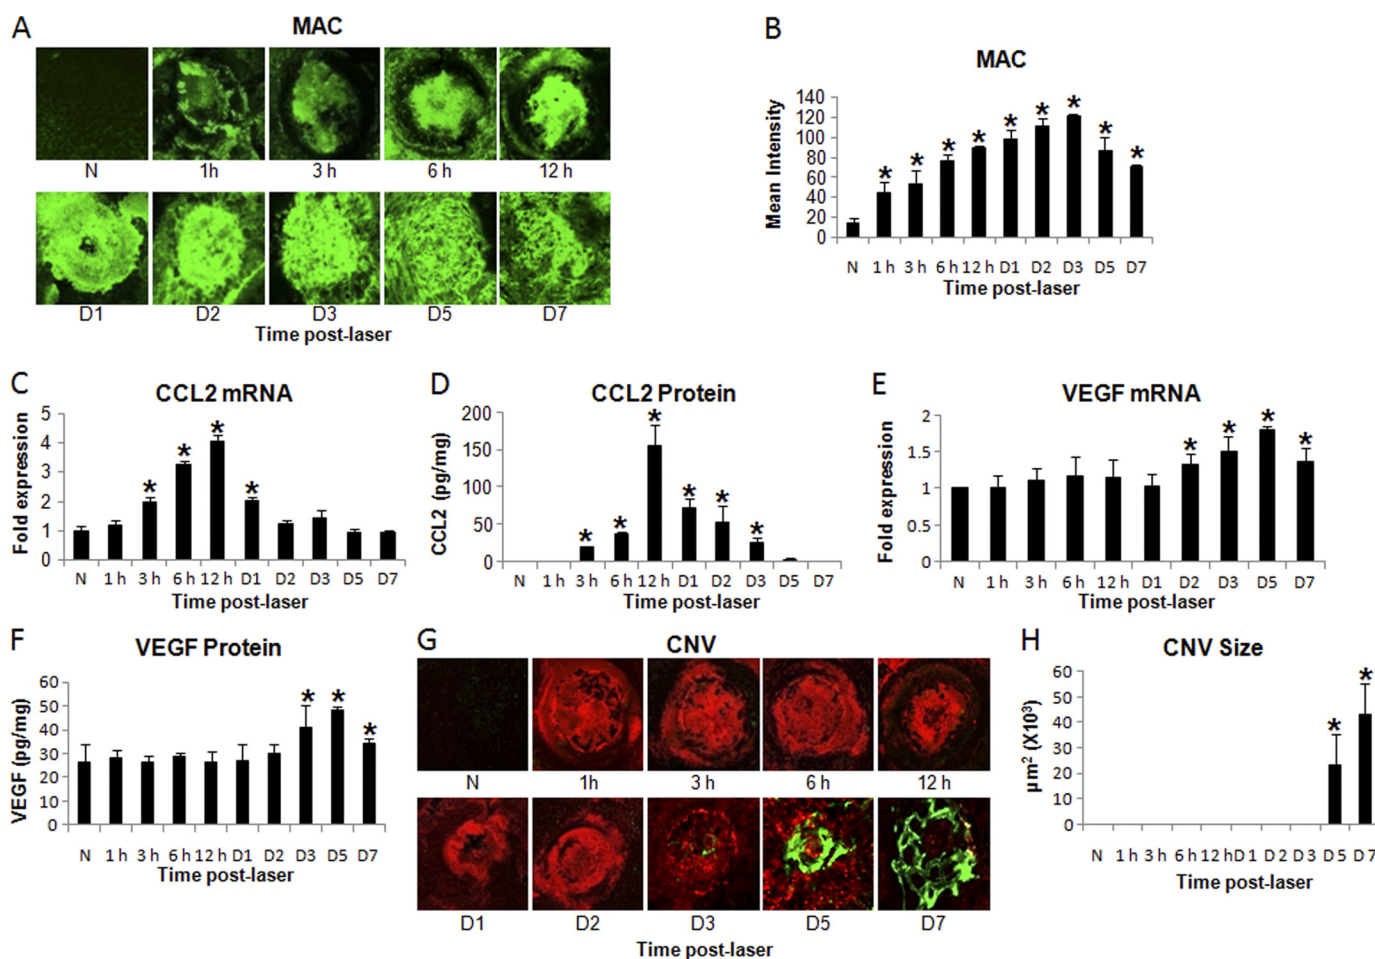 A
MAC
N 1h 3 h 6 h 12 h
D1 D2 D3 D5 D7
Time post-laser
B
MAC
Mean Intensity
140
120
100
80
60
40
20
0
* * * * * * * * *
N 1 h 3 h 6 h 12 h D1 D2 D3 D5 D7
Time post-laser
C
CCL2 mRNA
Fold expression
5
4
3
2
1
0
* * * *
N 1 h 3 h 6 h 12 h D1 D2 D3 D5 D7
Time post-laser
D
CCL2 Protein
CCL2 (pg/mg)
200
150
100
50
0
* * * * * *
N 1 h 3 h 6 h 12 h D1 D2 D3 D5 D7
Time post-laser
E
VEGF mRNA
Fold expression
2
1.5
1
0.5
0
* * * *
N 1 h 3 h 6 h 12 h D1 D2 D3 D5 D7
Time post-laser
F
VEGF Protein
VEGF (pg/mg)
60
50
40
30
20
10
0
* * *
N 1 h 3 h 6 h 12 h D1 D2 D3 D5 D7
Time post-laser
G
CNV
N 1h 3 h 6 h 12 h
D1 D2 D3 D5 D7
Time post-laser
H
CNV Size
µm² (X10³)
60
50
40
30
20
10
0
* *
N 1 h 3 h 6 h 12 hD 1 D 2 D 3 D 5 D 7
Time post-laser